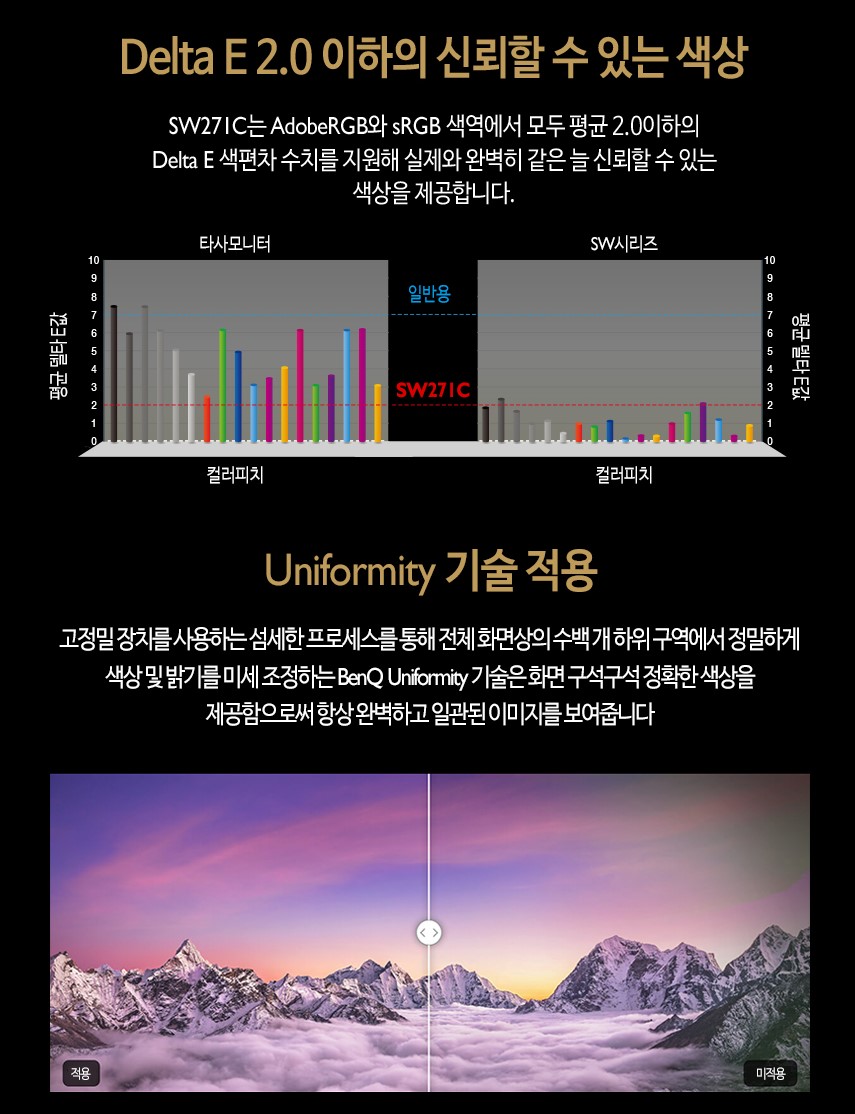 Delta E 2.0 이하의 신뢰할 수 있는 색상
SW271C는 AdobeRGB와 sRGB 색역에서 모두 평균 2.0이하의
Delta E 색편차 수치를 지원해 실제와 완벽히 같은 늘 신뢰할 수 있는
색상을 제공합니다.
타사모니터
SW시리즈
평균 델타 E값
10
9
8
7
6
5
4
3
2
1
0
일반용
SW271C
10
9
8
7
6
5
4
3
2
1
0
평균 델타 E값
컬러피치
컬러피치
Uniformity 기술 적용
고정밀 장치를 사용하는 섬세한 프로세스를 통해 전체 화면상의 수백 개 하위 구역에서 정밀하게
색상 및 밝기를 미세 조정하는 BenQ Uniformity 기술은 화면 구석구석 정확한 색상을
제공함으로써 항상 완벽하고 일관된 이미지를 보여줍니다
적용
미적용